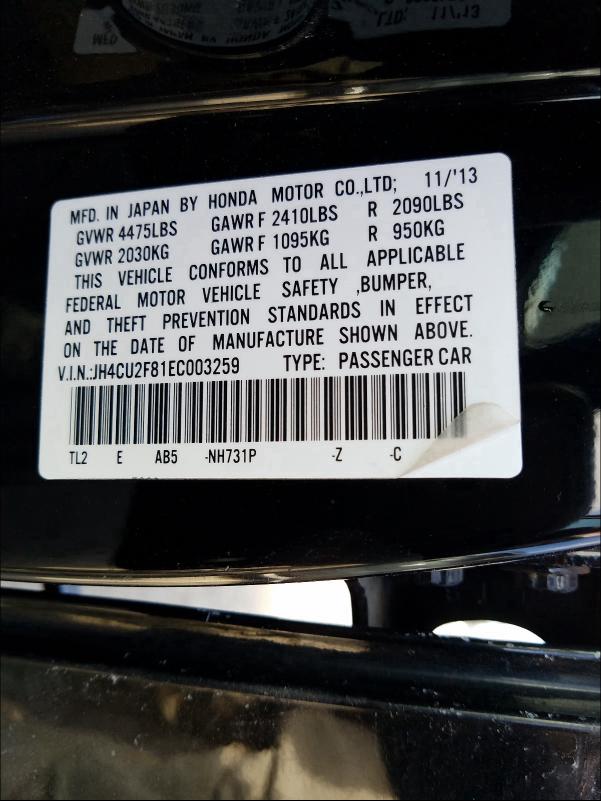 MFD. IN JAPAN BY HONDA MOTOR CO.,LTD; 11/'13
GVWR 4475LBS GAWR F 2410LBS R 2090LBS
GVWR 2030KG GAWR F 1095KG R 950KG
THIS VEHICLE CONFORMS TO ALL APPLICABLE
FEDERAL MOTOR VEHICLE SAFETY ,BUMPER,
AND THEFT PREVENTION STANDARDS IN EFFECT
ON THE DATE OF MANUFACTURE SHOWN ABOVE.
V.I.N.:JH4CU2F81EC003259 TYPE: PASSENGER CAR
TL2 E AB5 -NH731P -Z -C